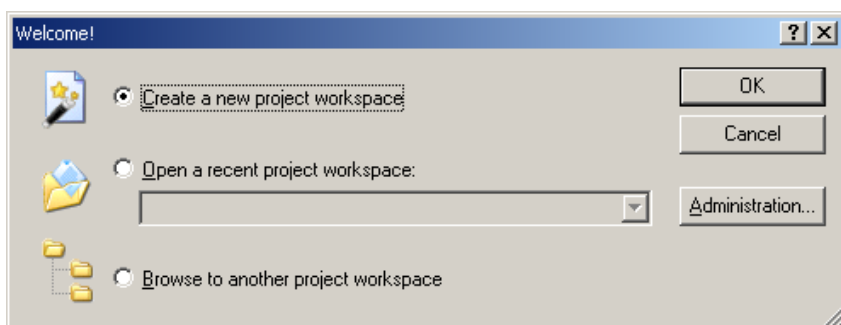 Welcome!
Create a new project workspace
OK
Cancel
Open a recent project workspace:
Administration...
Browse to another project workspace